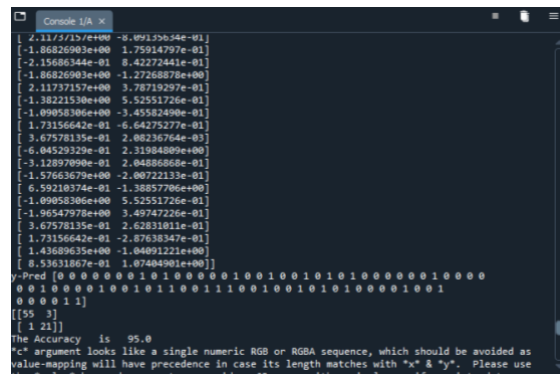 Console 1/A
[ 2.11737157e+00 -8.09135634e-01]
[-1.86826903e+00  1.75914797e-01]
[-2.15686344e-01  8.42272441e-01]
[-1.86826903e+00 -1.27268878e+00]
[ 2.11737157e+00  3.78719297e-01]
[-1.38221530e+00  5.52551726e-01]
[-1.09058306e+00 -3.45582490e-01]
[ 1.73156642e-01 -6.64275277e-01]
[ 3.67578135e-01  2.08236764e-03]
[-6.04529329e-01  2.31984809e+00]
[-3.12897090e-01  2.04886868e-01]
[-1.57663679e+00 -2.00722133e-01]
[ 6.59210374e-01 -1.38857706e+00]
[-1.09058306e+00  5.52551726e-01]
[-1.96547978e+00  3.49747226e-01]
[ 3.67578135e-01  2.62831011e-01]
[ 1.73156642e-01 -2.87638347e-01]
[ 1.43689635e+00 -1.04091221e+00]
[ 8.53631867e-01  1.07404901e+00]]
y-Pred [0 0 0 0 0 0 0 1 0 1 0 0 0 0 0 1 0 0 1 0 0 1 0 1 0 1 0 0 0 0 0 0 1 0 0 0 0
0 0 1 0 0 0 0 1 0 0 1 0 1 1 0 0 1 1 1 0 0 1 0 0 1 0 1 0 0 0 0 1 0 0 1
0 0 0 0 1 1]
[[55  3]
[ 1 21]]
The Accuracy   is   95.0
*c* argument looks like a single numeric RGB or RGBA sequence, which should be avoided as
value-mapping will have precedence in case its length matches with *x* & *y*.  Please use